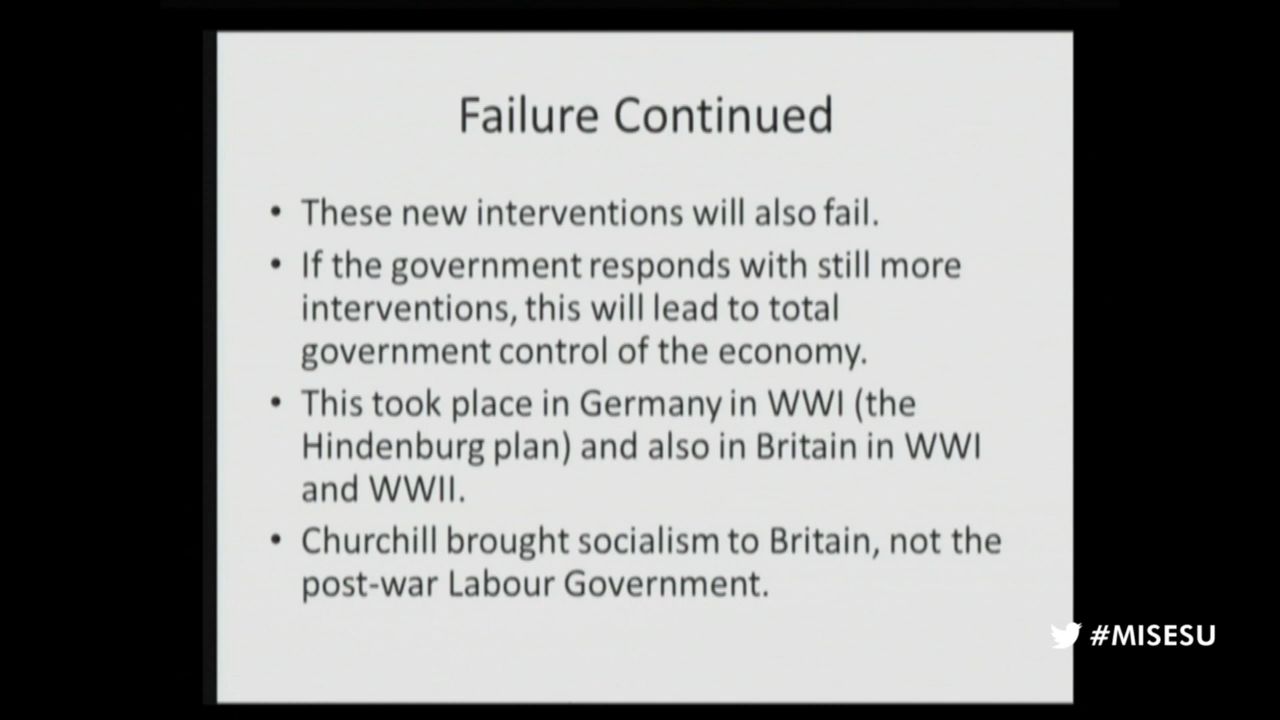 Failure Continued
• These new interventions will also fail.
• If the government responds with still more
interventions, this will lead to total
government control of the economy.
• This took place in Germany in WWI (the
Hindenburg plan) and also in Britain in WWI
and WWII.
• Churchill brought socialism to Britain, not the
post-war Labour Government.
#MISESU